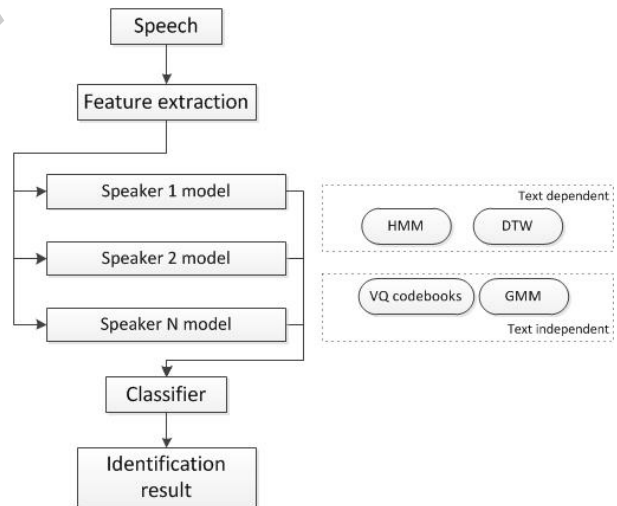 Speech
Feature extraction
Speaker 1 model
Speaker 2 model
Speaker N model
Text dependent
HMM DTW
VQ codebooks GMM
Text independent
Classifier
Identification
result